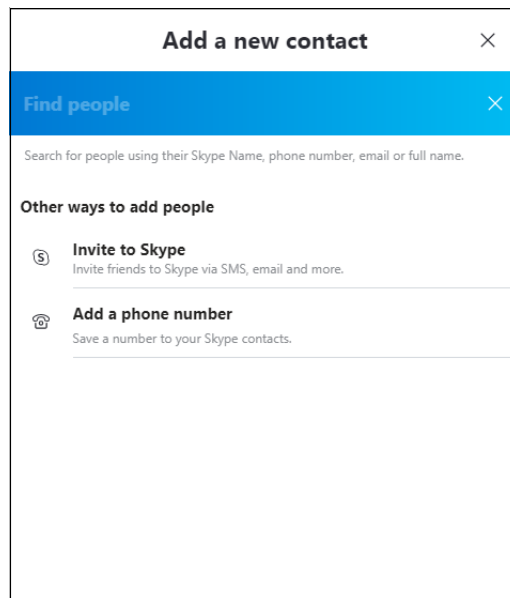 Add a new contact
Find people
Search for people using their Skype Name, phone number, email or full name.
Other ways to add people
Invite to Skype
Invite friends to Skype via SMS, email and more.
Add a phone number
Save a number to your Skype contacts.